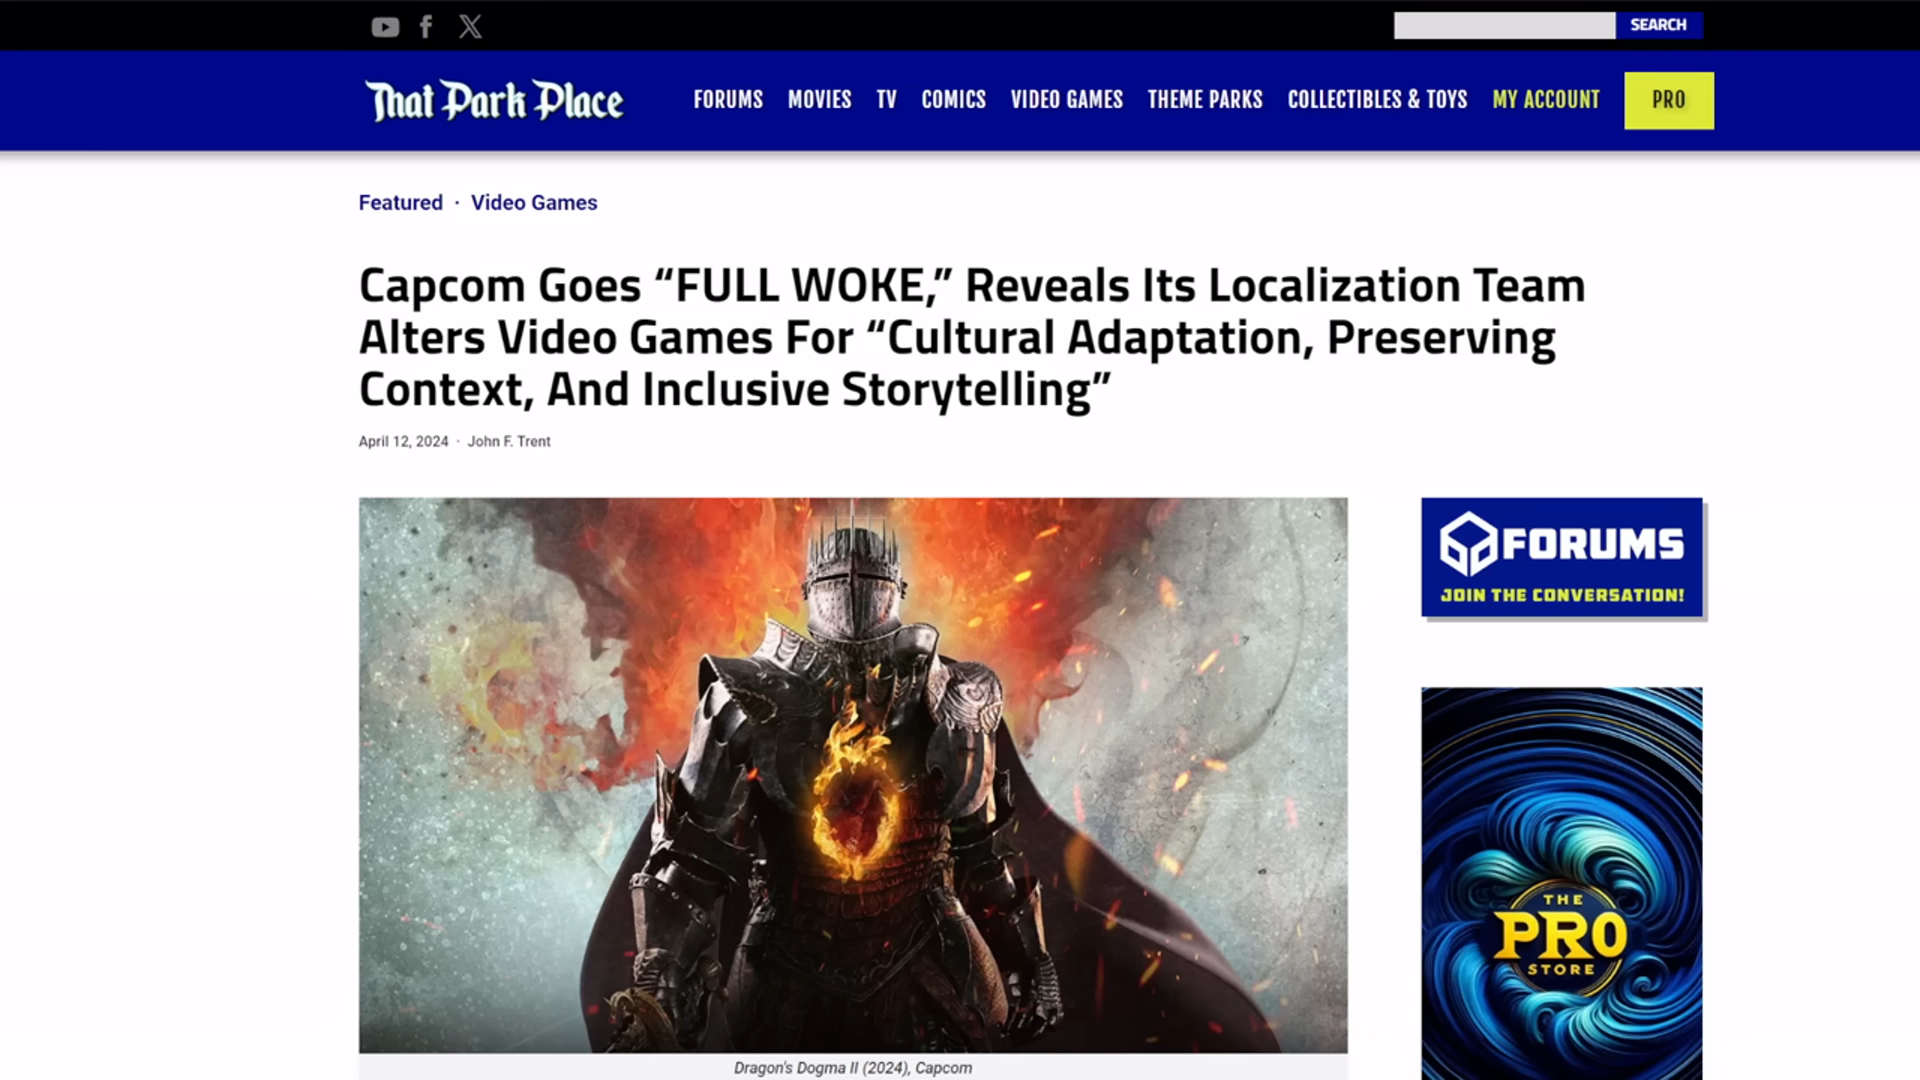 SEARCH
That Park Place
FORUMS MOVIES TV COMICS VIDEO GAMES THEME PARKS COLLECTIBLES & TOYS MY ACCOUNT PRO
Featured · Video Games
Capcom Goes “FULL WOKE,” Reveals Its Localization Team
Alters Video Games For “Cultural Adaptation, Preserving
Context, And Inclusive Storytelling”
April 12, 2024 · John F. Trent
FORUMS
JOIN THE CONVERSATION!
THE
PRO
STORE
Dragon's Dogma II (2024), Capcom